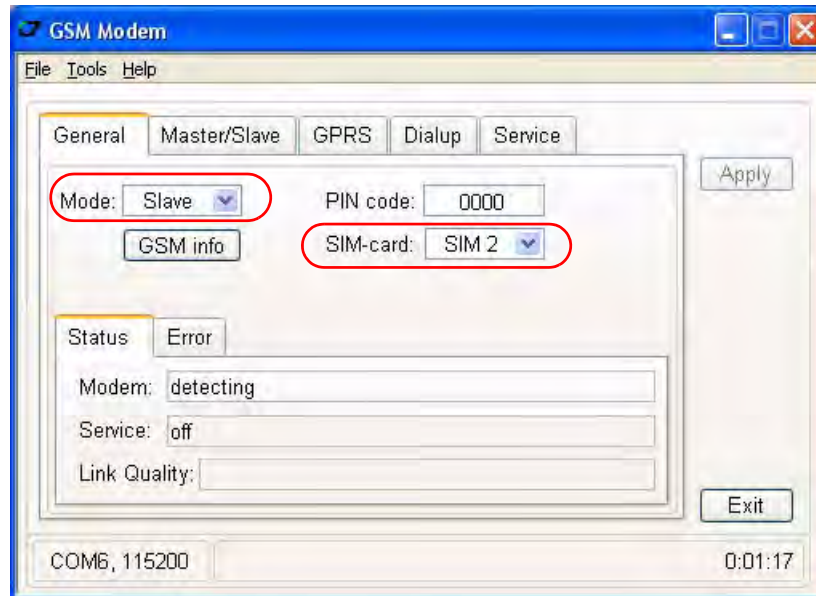 GSM Modem
File Tools Help
General Master/Slave GPRS Dialup Service
Apply
Mode: Slave PIN code: 0000
GSM info SIM-card: SIM 2
Status Error
Modem: detecting
Service: off
Link Quality:
Exit
COM6, 115200 0:01:17